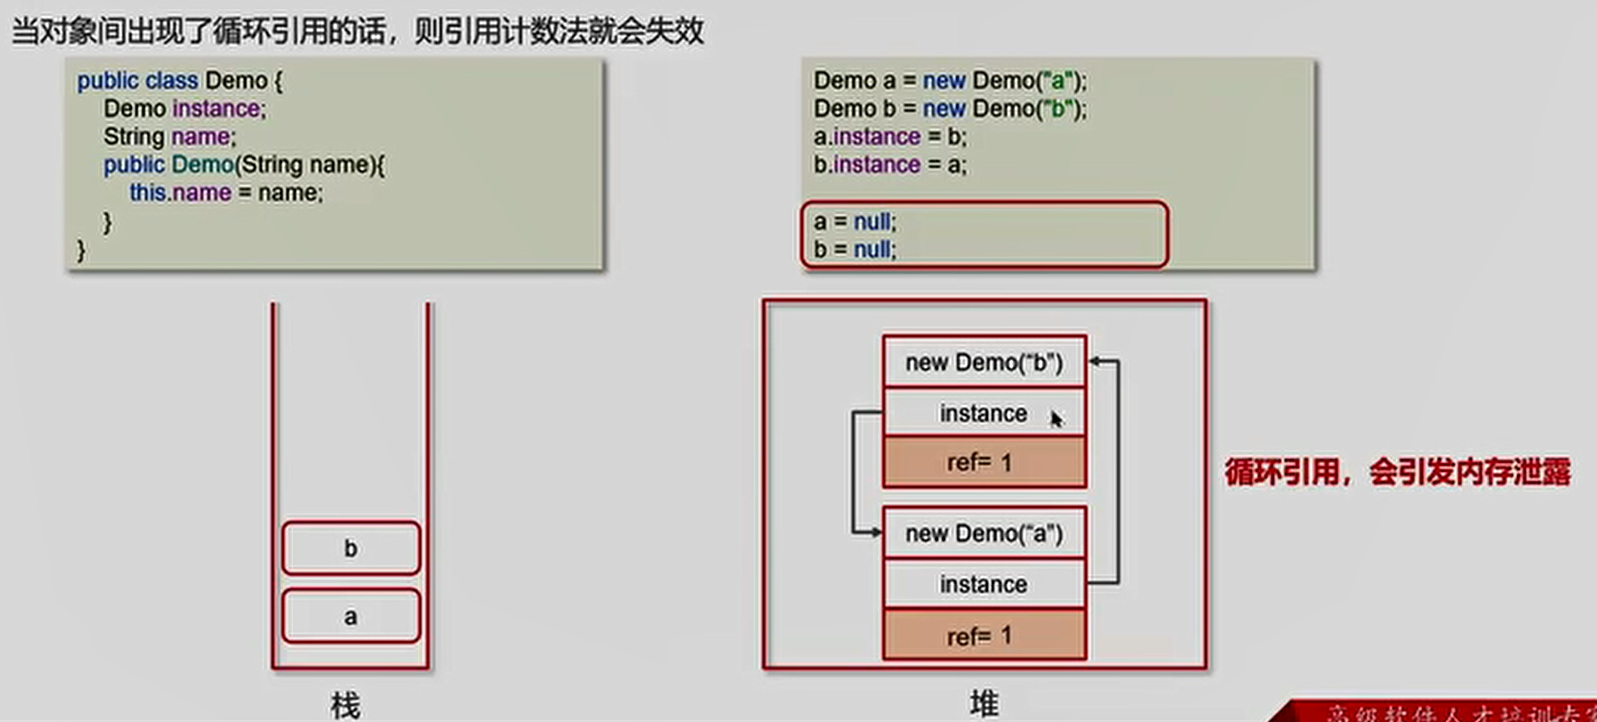 当对象间出现了循环引用的话，则引用计数法就会失效
public class Demo {
Demo instance;
String name;
public Demo(String name){
this.name = name;
}
}
Demo a = new Demo("a");
Demo b = new Demo("b");
a.instance = b;
b.instance = a;
a = null;
b = null;
b
a
栈
new Demo(“b”)
instance
ref= 1
new Demo(“a”)
instance
ref= 1
堆
循环引用，会引发内存泄露
高级软件人才培训专家